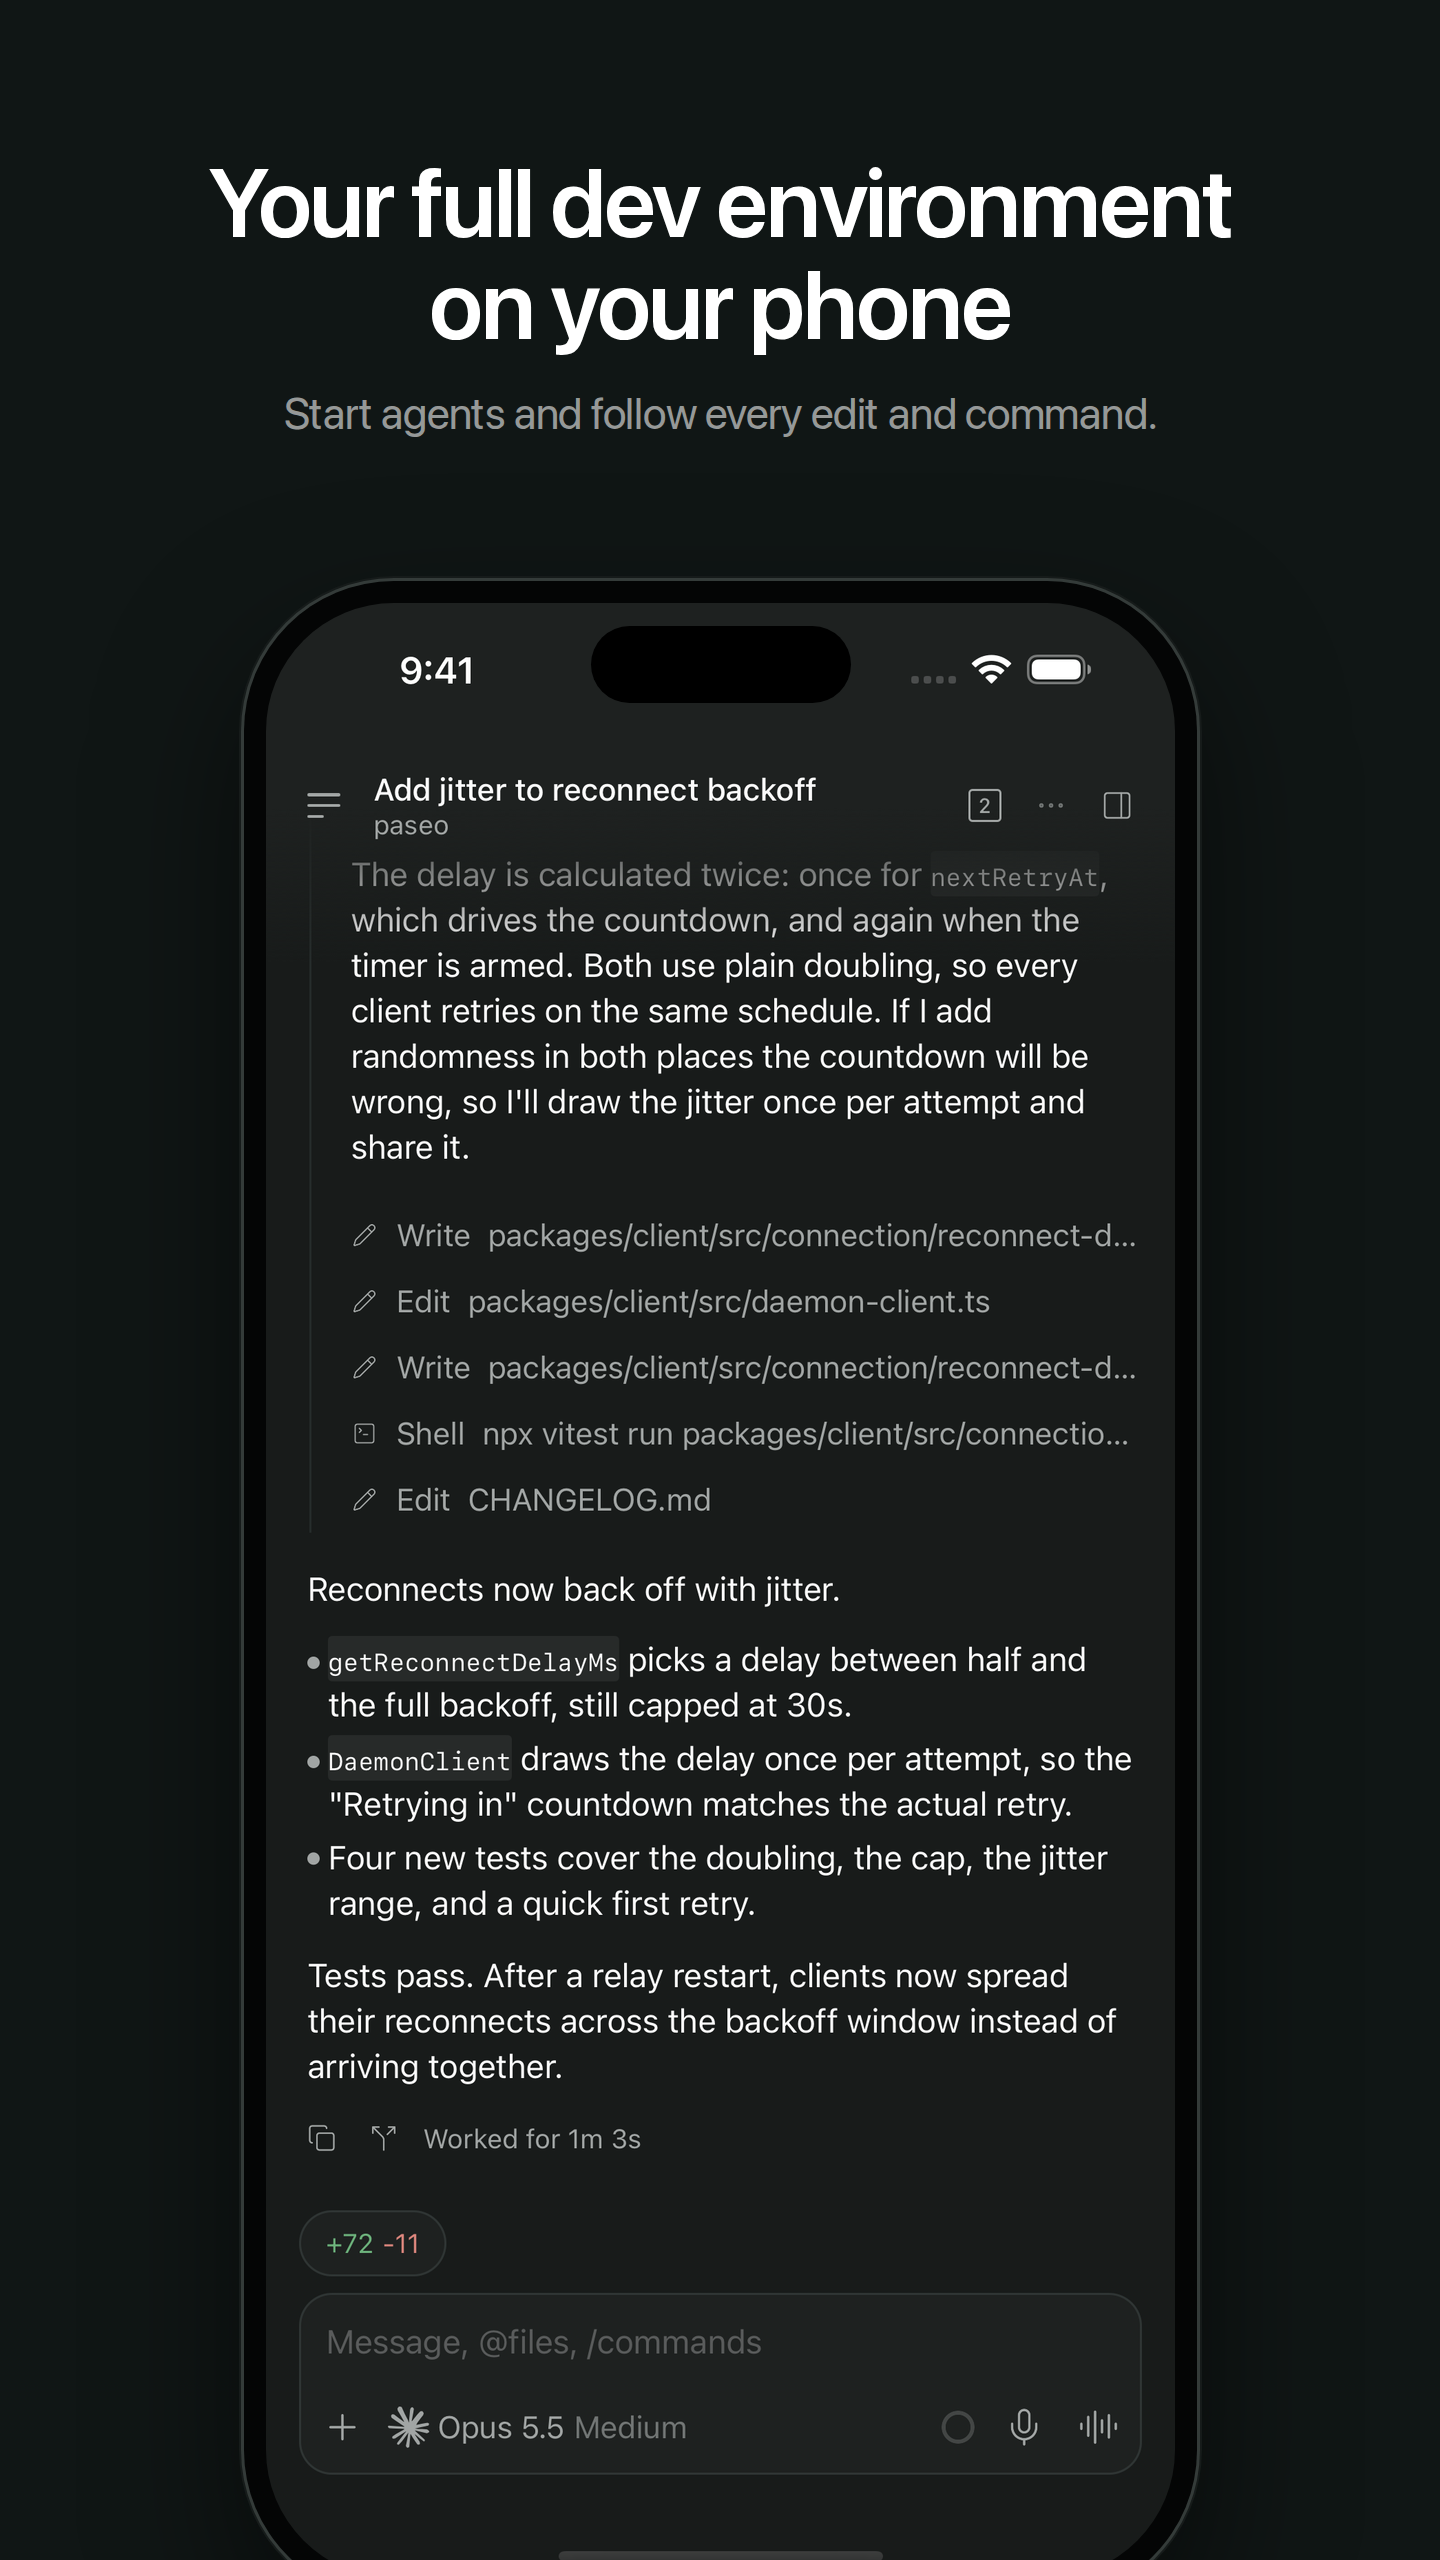 Your full dev environment
on your phone
Start agents and follow every edit and command.
9:41
Add jitter to reconnect backoff
2
paseo
The delay is calculated twice: once for nextRetryAt,
which drives the countdown, and again when the
timer is armed. Both use plain doubling, so every
client retries on the same schedule. If I add
randomness in both places the countdown will be
wrong, so I'll draw the jitter once per attempt and
share it.
Write packages/client/src/connection/reconnect-d...
Edit packages/client/src/daemon-client.ts
Write packages/client/src/connection/reconnect-d...
Shell npx vitest run packages/client/src/connectio...
Edit CHANGELOG.md
Reconnects now back off with jitter.
getReconnectDelayMs picks a delay between half and
the full backoff, still capped at 30s.
DaemonClient draws the delay once per attempt, so the
"Retrying in" countdown matches the actual retry.
Four new tests cover the doubling, the cap, the jitter
range, and a quick first retry.
Tests pass. After a relay restart, clients now spread
their reconnects across the backoff window instead of
arriving together.
Worked for 1m 3s
+72 -11
Message, @files, /commands
Opus 5.5 Medium